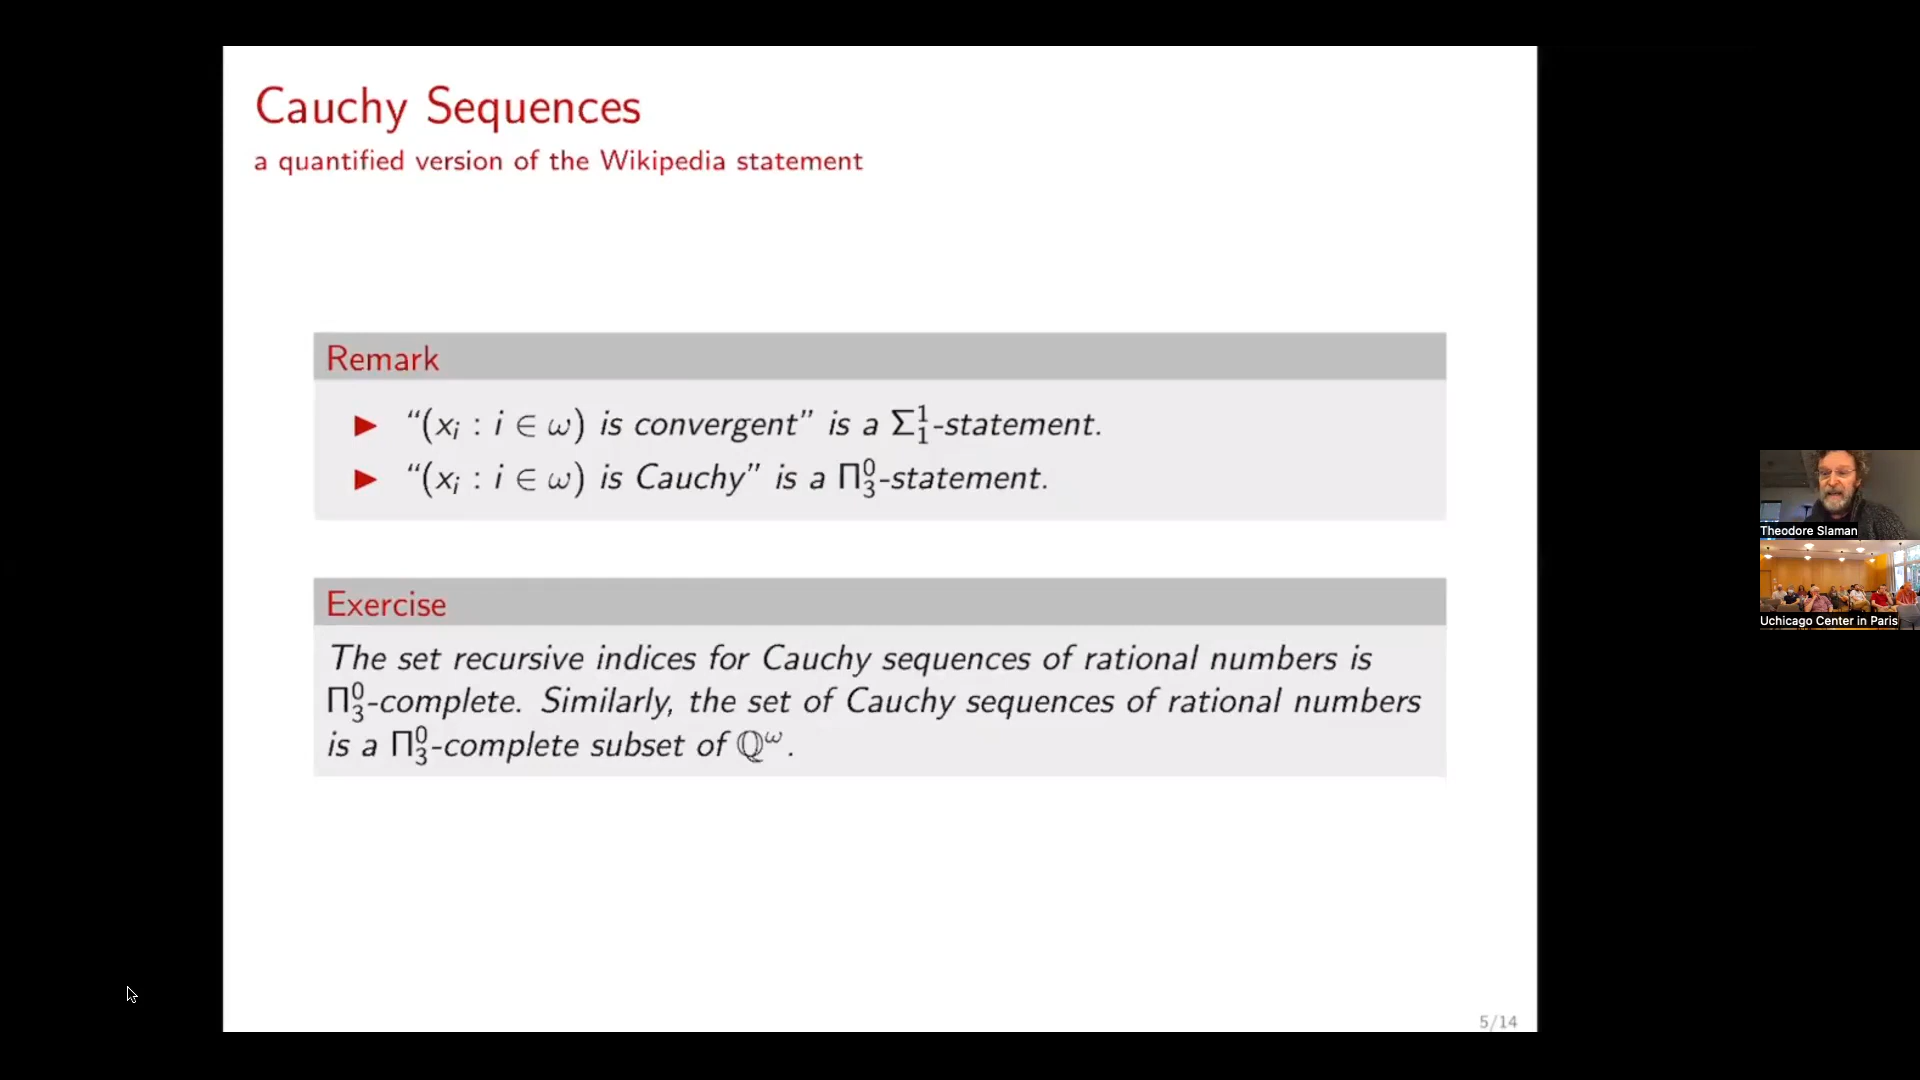 Cauchy Sequences
a quantified version of the Wikipedia statement
Remark
▶ “(xᵢ : i ∈ ω) is convergent” is a Σ¹₁-statement.
▶ “(xᵢ : i ∈ ω) is Cauchy” is a Π⁰₃-statement.
Exercise
The set recursive indices for Cauchy sequences of rational numbers is
Π⁰₃-complete. Similarly, the set of Cauchy sequences of rational numbers
is a Π⁰₃-complete subset of ℚ^ω.
5/14
Theodore Slaman
Uchicago Center in Paris